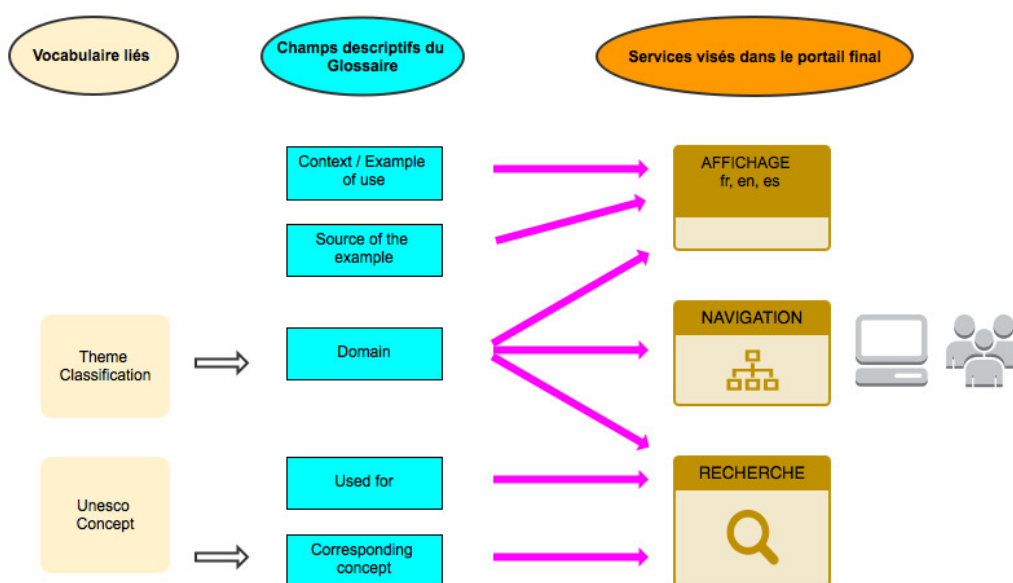 Vocabulaire liés
Champs descriptifs du
Glossaire
Services visés dans le portail final
Context / Example
of use
AFFICHAGE
fr, en, es
Source of the
example
Theme
Classification
Domain
NAVIGATION
Unesco
Concept
Used for
RECHERCHE
Corresponding
concept